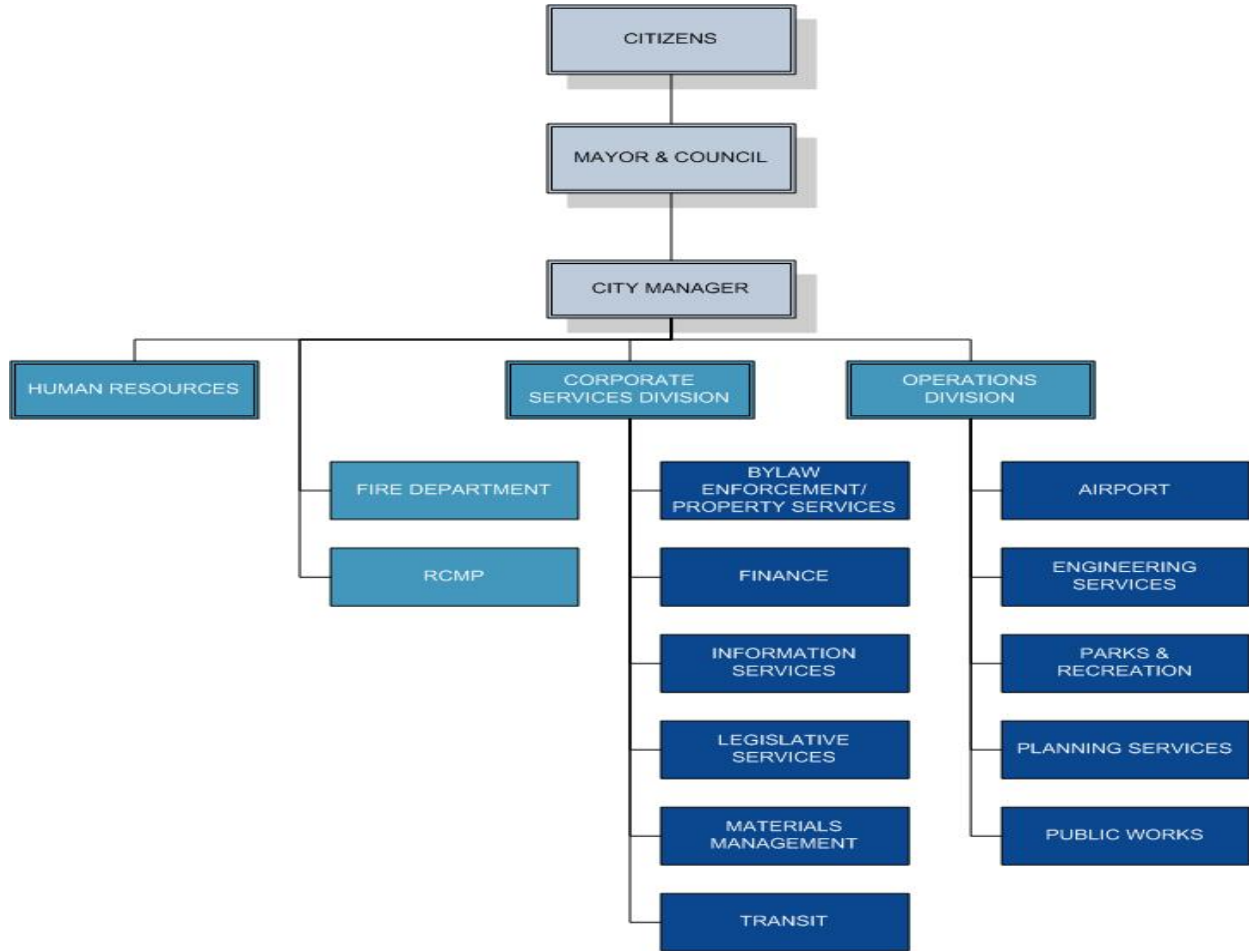 CITIZENS
MAYOR & COUNCIL
CITY MANAGER
HUMAN RESOURCES
CORPORATE
SERVICES DIVISION
OPERATIONS
DIVISION
FIRE DEPARTMENT
RCMP
BYLAW
ENFORCEMENT/
PROPERTY SERVICES
FINANCE
INFORMATION
SERVICES
LEGISLATIVE
SERVICES
MATERIALS
MANAGEMENT
TRANSIT
AIRPORT
ENGINEERING
SERVICES
PARKS &
RECREATION
PLANNING SERVICES
PUBLIC WORKS